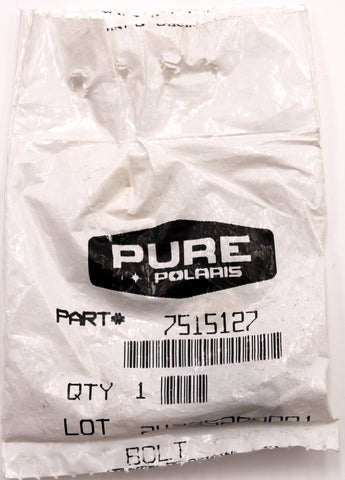 PURE
POLARIS
PART# 7515127
QTY 1
LOT
BOLT